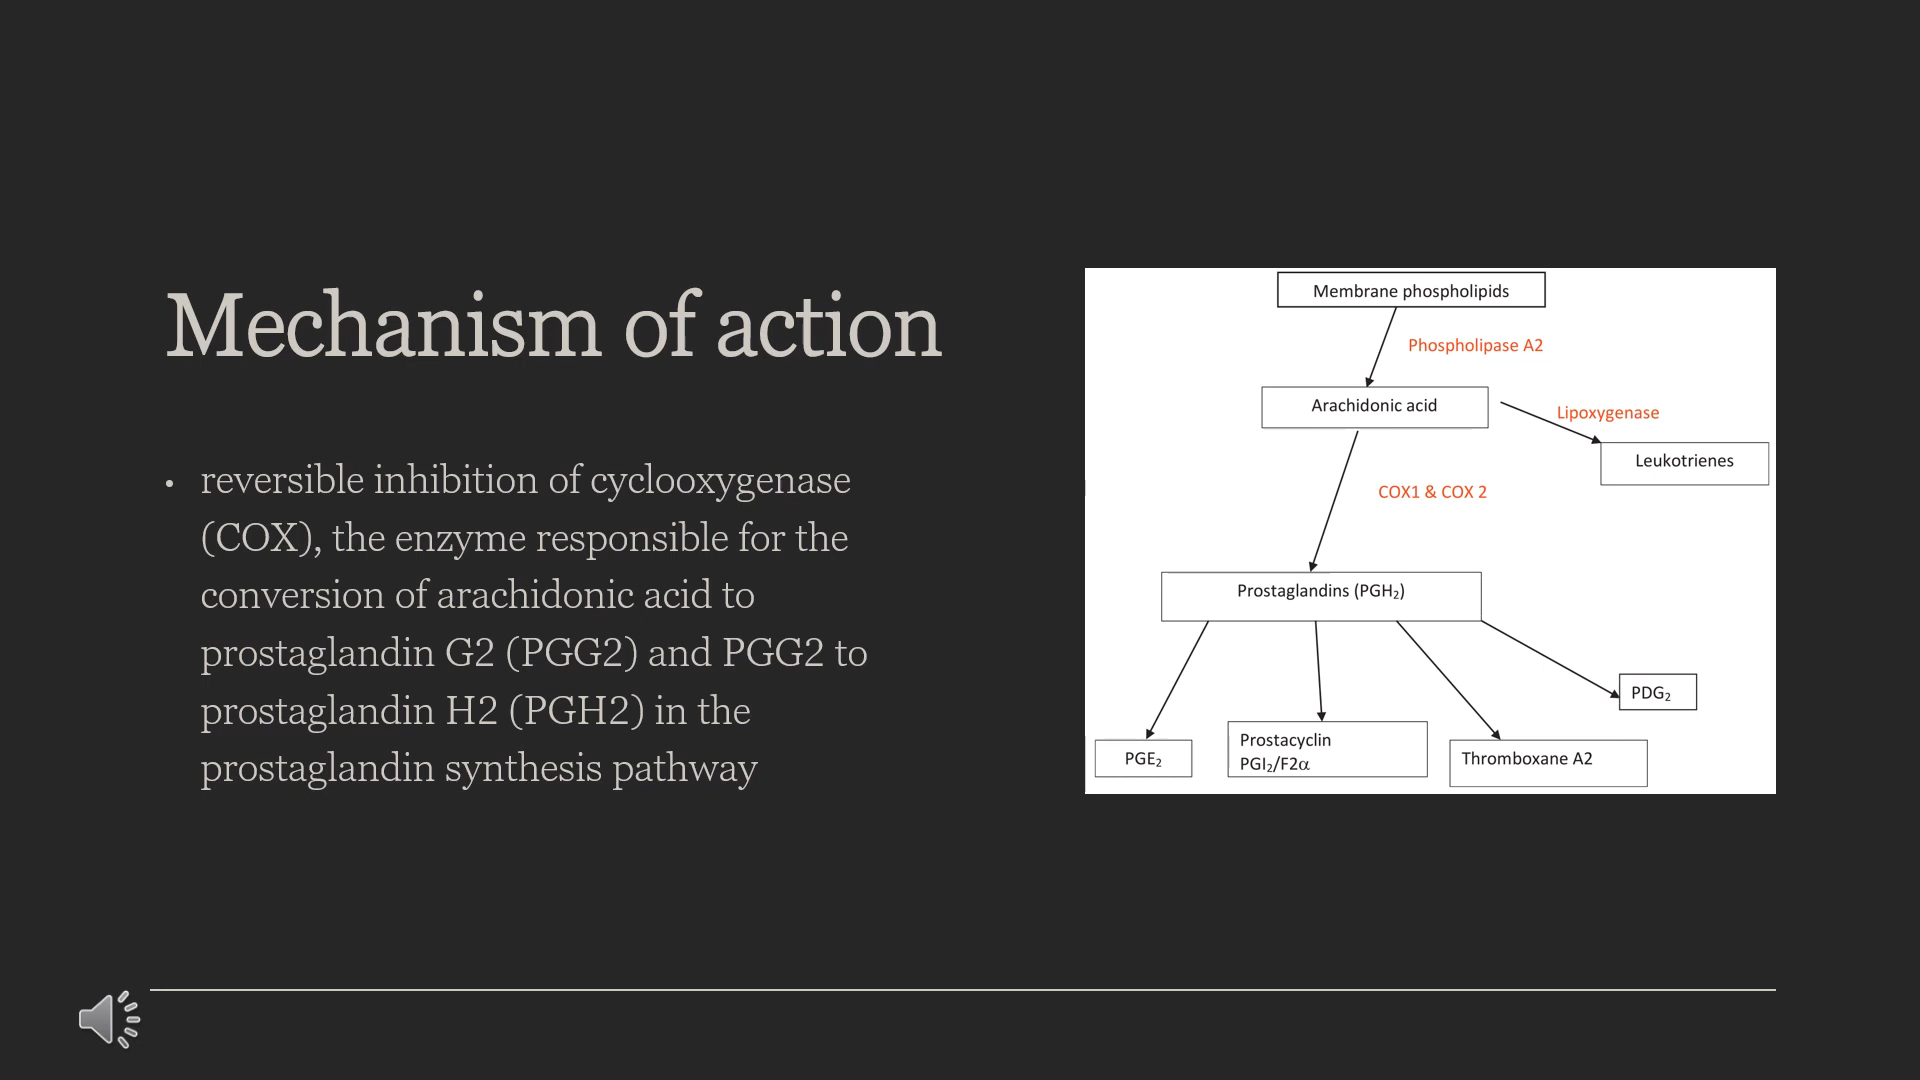 Mechanism of action
• reversible inhibition of cyclooxygenase
(COX), the enzyme responsible for the
conversion of arachidonic acid to
prostaglandin G2 (PGG2) and PGG2 to
prostaglandin H2 (PGH2) in the
prostaglandin synthesis pathway
Membrane phospholipids
Phospholipase A2
Arachidonic acid
Lipoxygenase
Leukotrienes
COX1 & COX 2
Prostaglandins (PGH₂)
PDG₂
PGE₂
Prostacyclin
PGI₂/F2α
Thromboxane A2